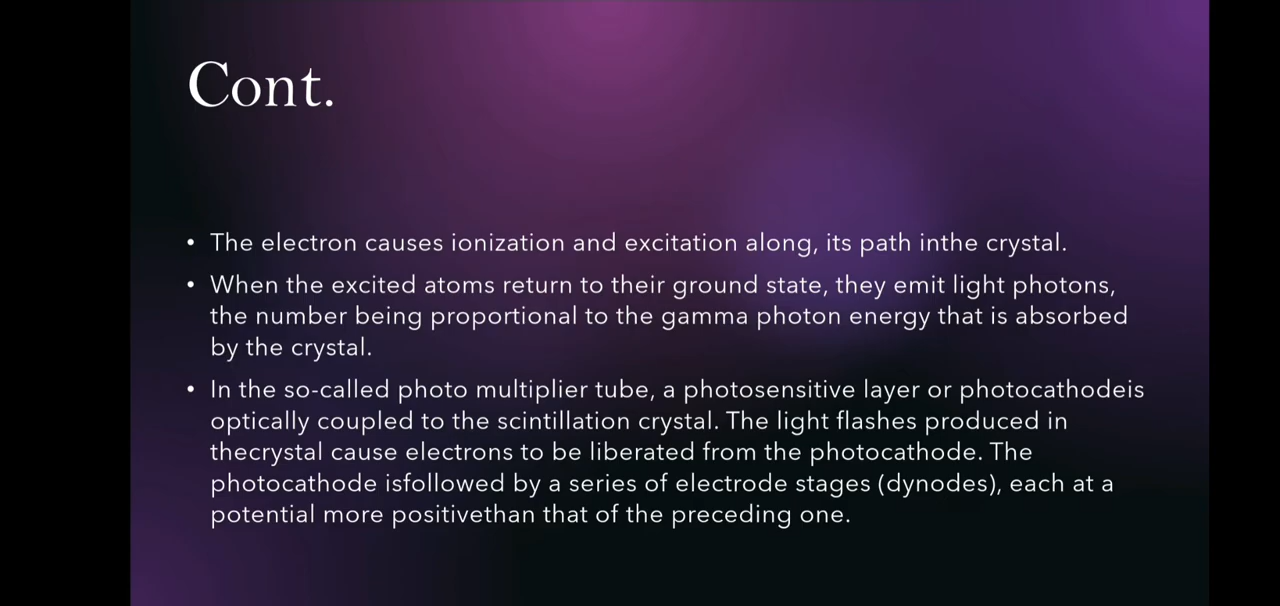 Cont.
• The electron causes ionization and excitation along, its path inthe crystal.
• When the excited atoms return to their ground state, they emit light photons,
the number being proportional to the gamma photon energy that is absorbed
by the crystal.
• In the so-called photo multiplier tube, a photosensitive layer or photocathodeis
optically coupled to the scintillation crystal. The light flashes produced in
thecrystal cause electrons to be liberated from the photocathode. The
photocathode isfollowed by a series of electrode stages (dynodes), each at a
potential more positivethan that of the preceding one.